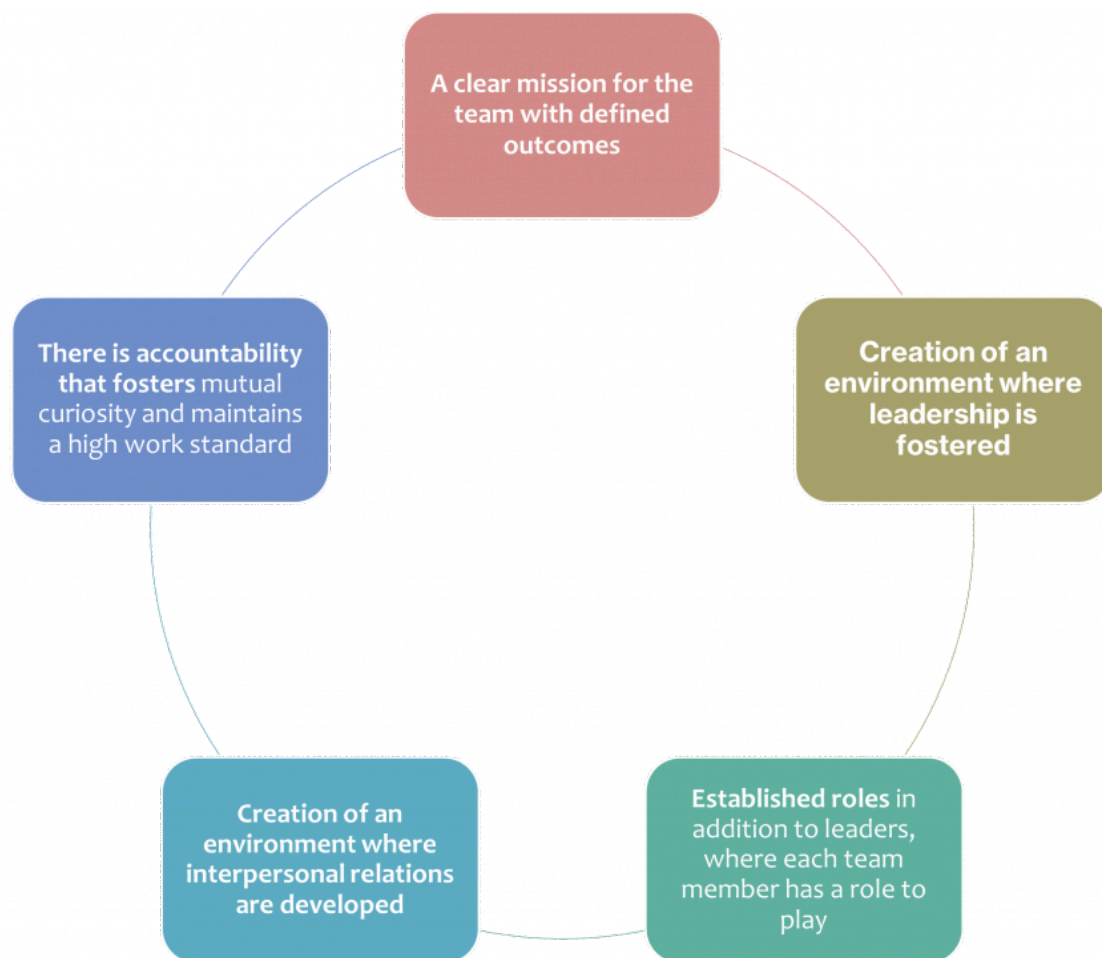 A clear mission for the
team with defined
outcomes
Creation of an
environment where
leadership is
fostered
Established roles in
addition to leaders,
where each team
member has a role to
play
Creation of an
environment where
interpersonal relations
are developed
There is accountability
that fosters mutual
curiosity and maintains
a high work standard